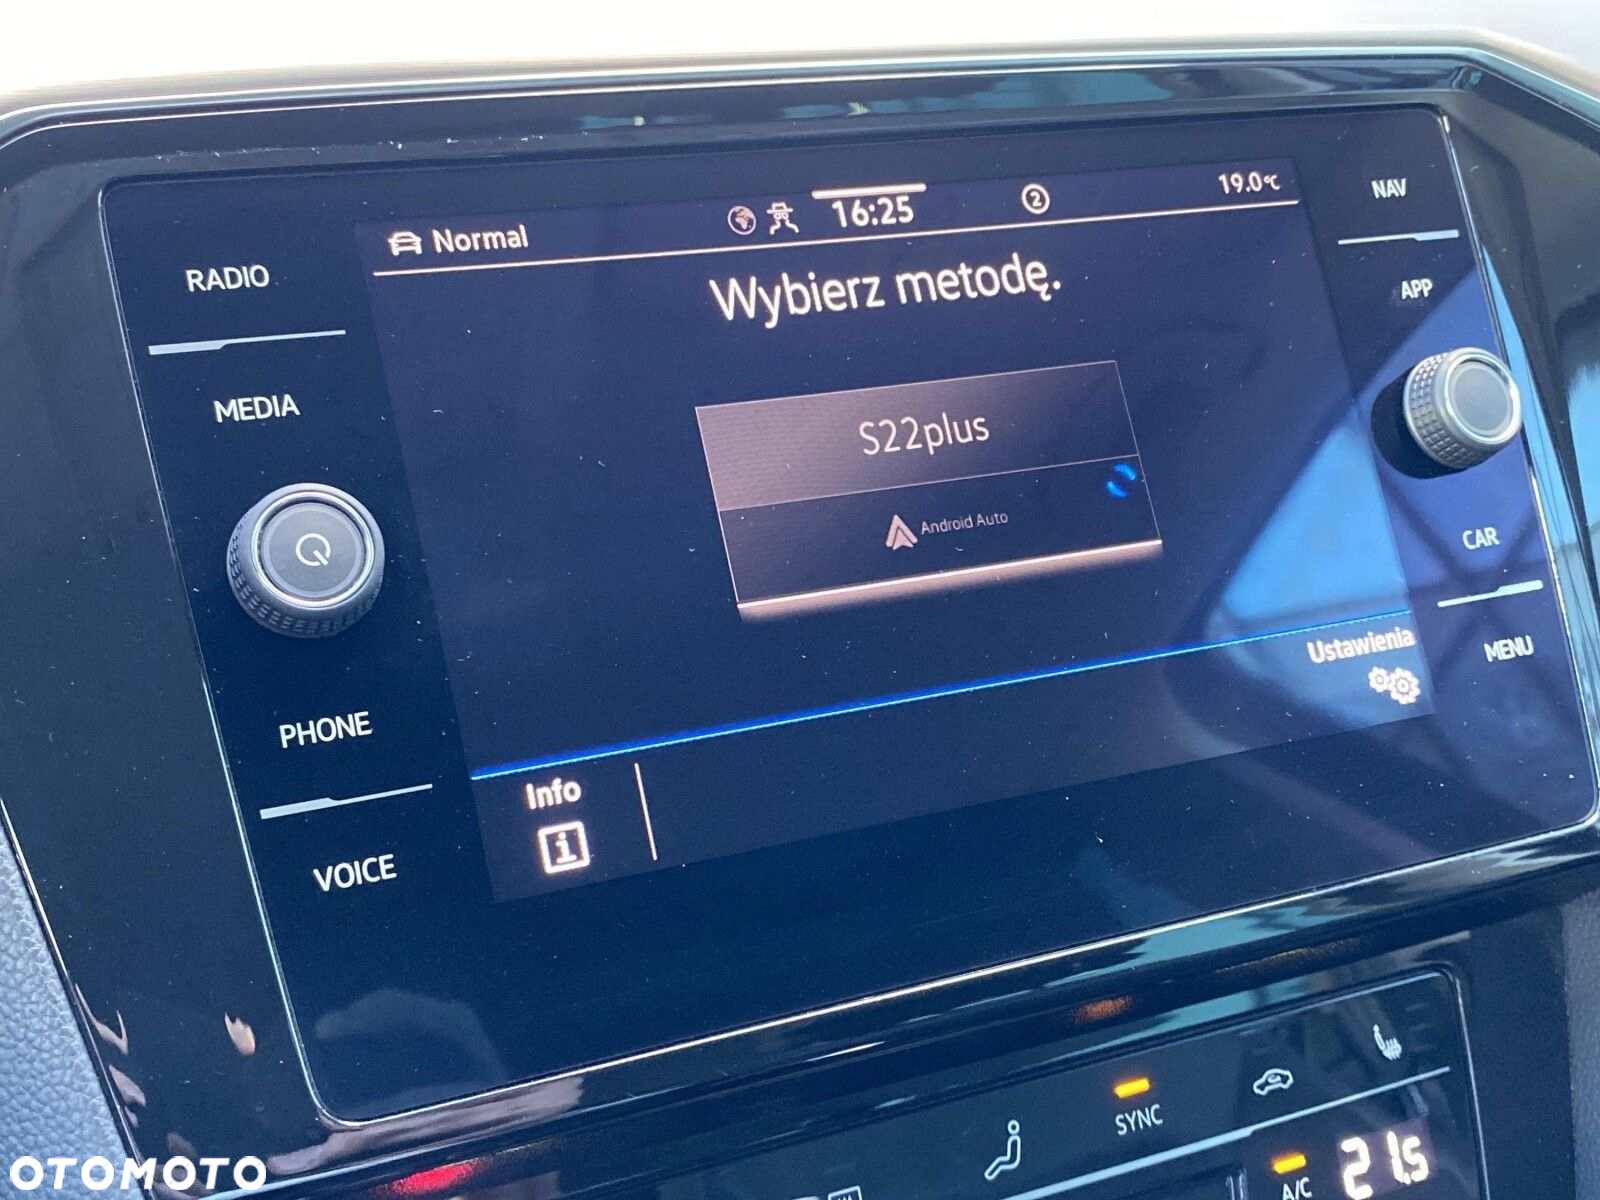 Normal
16:25
2
19.0°C
NAV
RADIO
Wybierz metodę.
APP
MEDIA
S22plus
Android Auto
CAR
Ustawienia
MENU
PHONE
Info
i
VOICE
SYNC
A/C
21.5
OTOMOTO